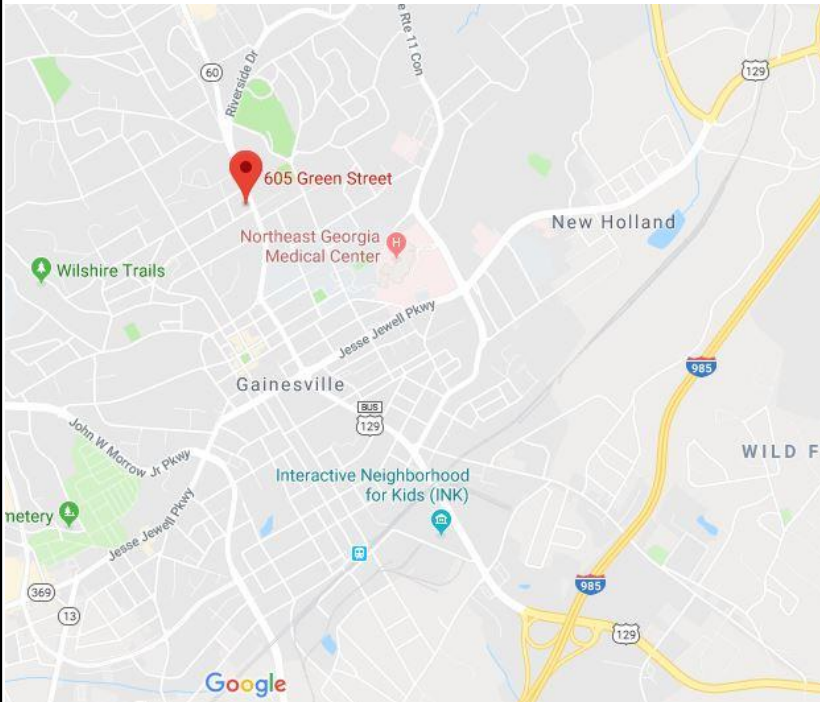 e Rte 11 Con
60
Riverside Dr
129
605 Green Street
Northeast Georgia
Medical Center
H
New Holland
Wilshire Trails
Jesse Jewell Pkwy
985
Gainesville
BUS
129
John W Morrow Jr Pkwy
WILD F
Interactive Neighborhood
for Kids (INK)
metery
Jesse Jewell Pkwy
369
13
985
129
Google